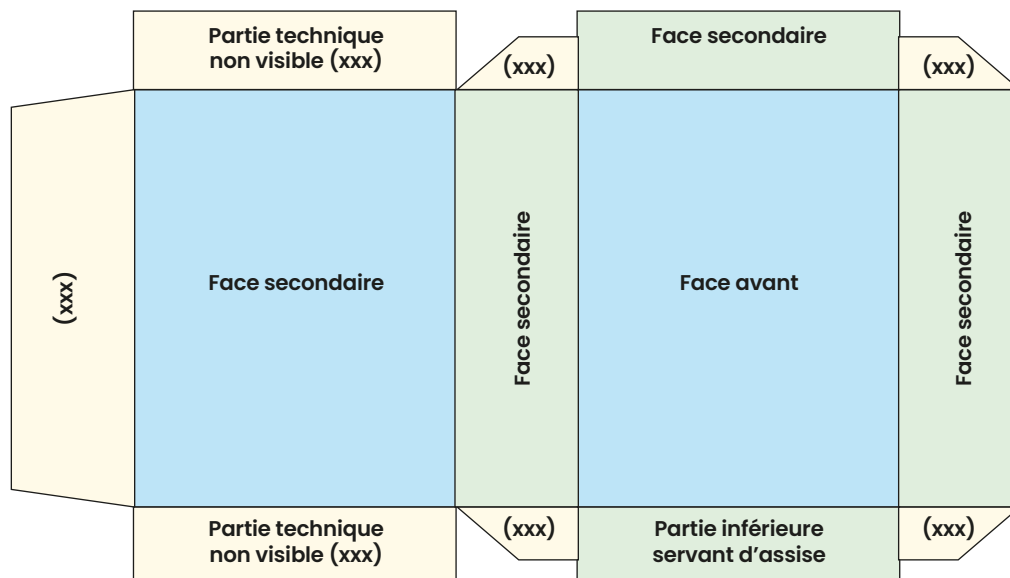 Partie technique
non visible (xxx)
(xxx)
Face secondaire
(xxx)
(xxx)
Face secondaire
Face secondaire
Face avant
Face secondaire
Partie technique
non visible (xxx)
(xxx)
Partie inférieure
servant d’assise
(xxx)